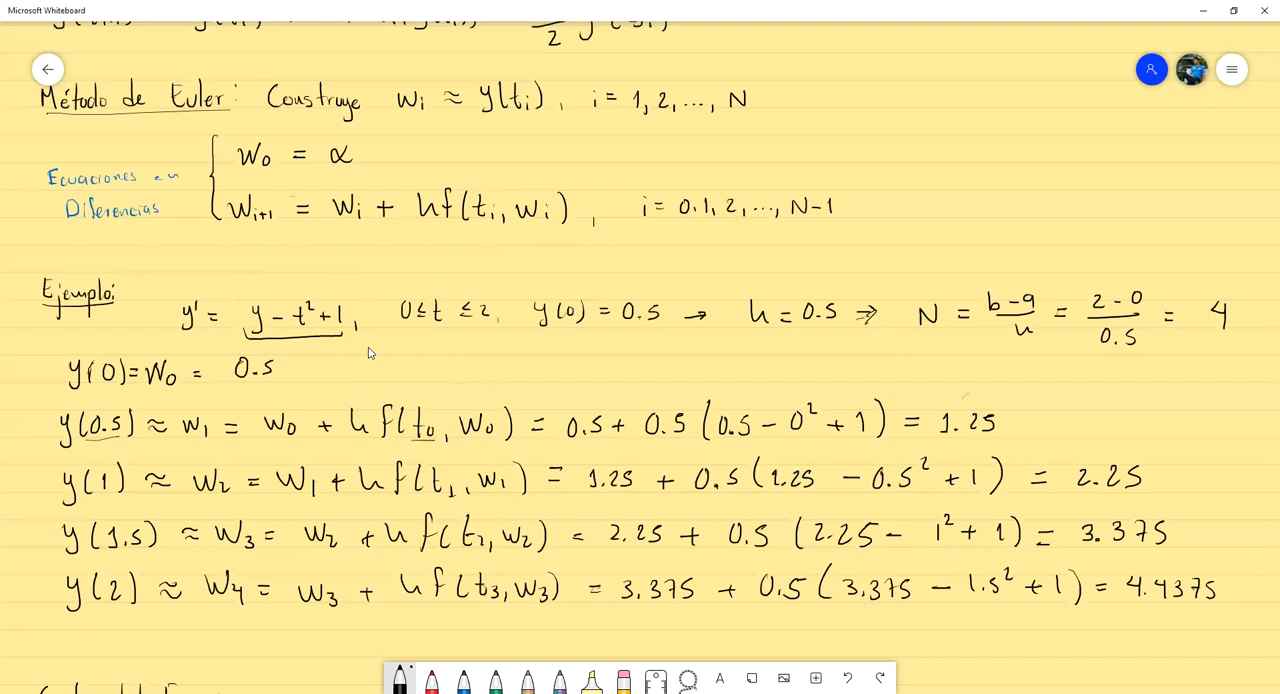 Microsoft Whiteboard
Método de Euler: Construye wi ≈ y(ti), i = 1, 2, ..., N
Ecuaciones en Diferencias
w0 = α
wi+1 = wi + hf(ti, wi), i = 0, 1, 2, ..., N-1
Ejemplo:
y' = y - t² + 1, 0 ≤ t ≤ 2, y(0) = 0.5 → h = 0.5 ⇒ N = (b-a)/h = (2-0)/0.5 = 4
y(0) = w0 = 0.5
y(0.5) ≈ w1 = w0 + hf(t0, w0) = 0.5 + 0.5 (0.5 - 0² + 1) = 1.25
y(1) ≈ w2 = w1 + hf(t1, w1) = 1.25 + 0.5 (1.25 - 0.5² + 1) = 2.25
y(1.5) ≈ w3 = w2 + hf(t2, w2) = 2.25 + 0.5 (2.25 - 1² + 1) = 3.375
y(2) ≈ w4 = w3 + hf(t3, w3) = 3.375 + 0.5 (3.375 - 1.5² + 1) = 4.4375